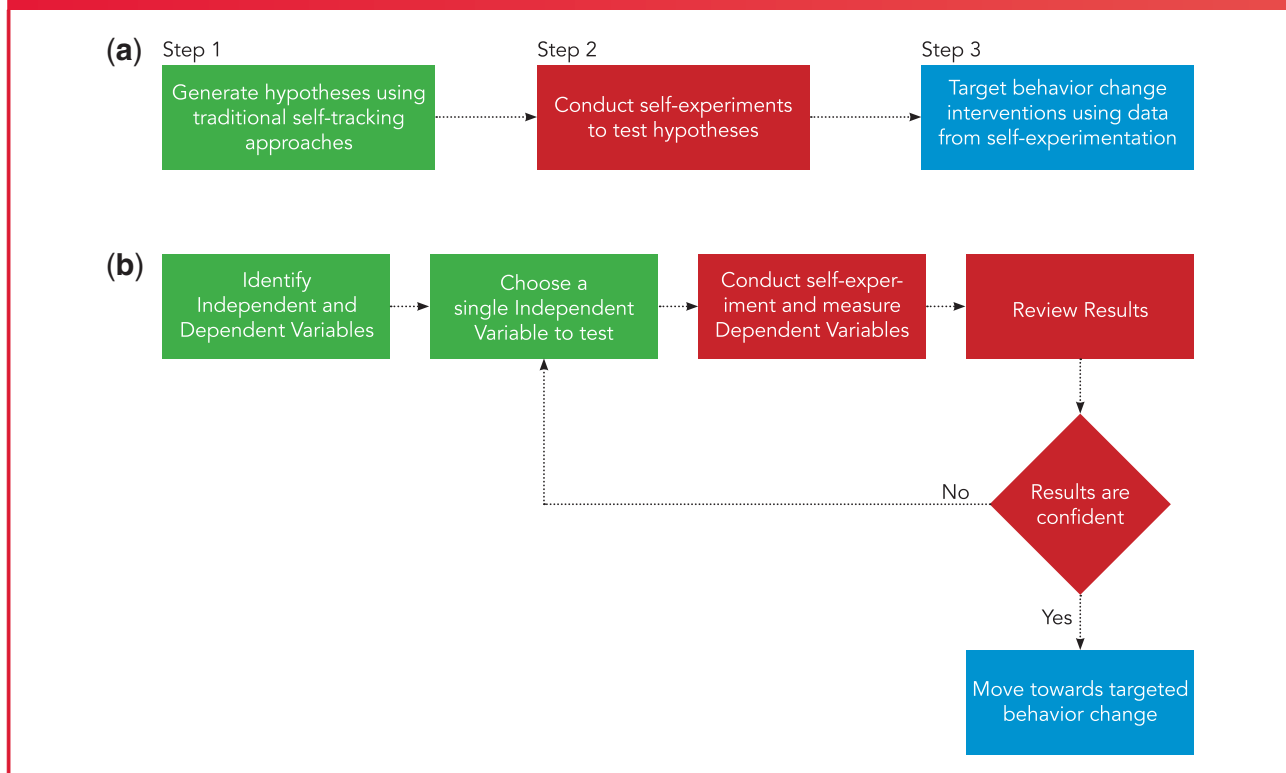 (a)
Step 1
Generate hypotheses using
traditional self-tracking
approaches
Step 2
Conduct self-experiments
to test hypotheses
Step 3
Target behavior change
interventions using data
from self-experimentation
(b)
Identify
Independent and
Dependent Variables
Choose a
single Independent
Variable to test
Conduct self-exper-
iment and measure
Dependent Variables
Review Results
Results are
confident
No
Yes
Move towards targeted
behavior change